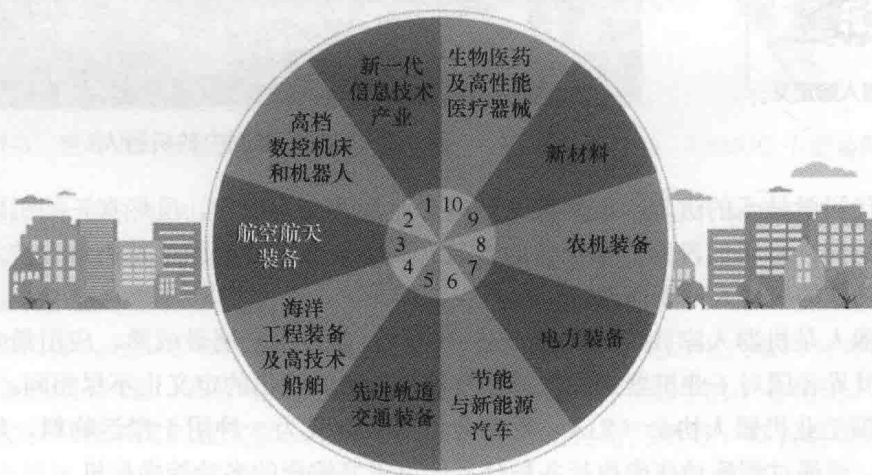 新一代
信息技术
产业
高档
数控机床
和机器人
航空航天
装备
海洋
工程装备
及高技术
船舶
先进轨道
交通装备
节能
与新能源
汽车
电力装备
农机装备
新材料
生物医药
及高性能
医疗器械
1
2
3
4
5
6
7
8
9
10